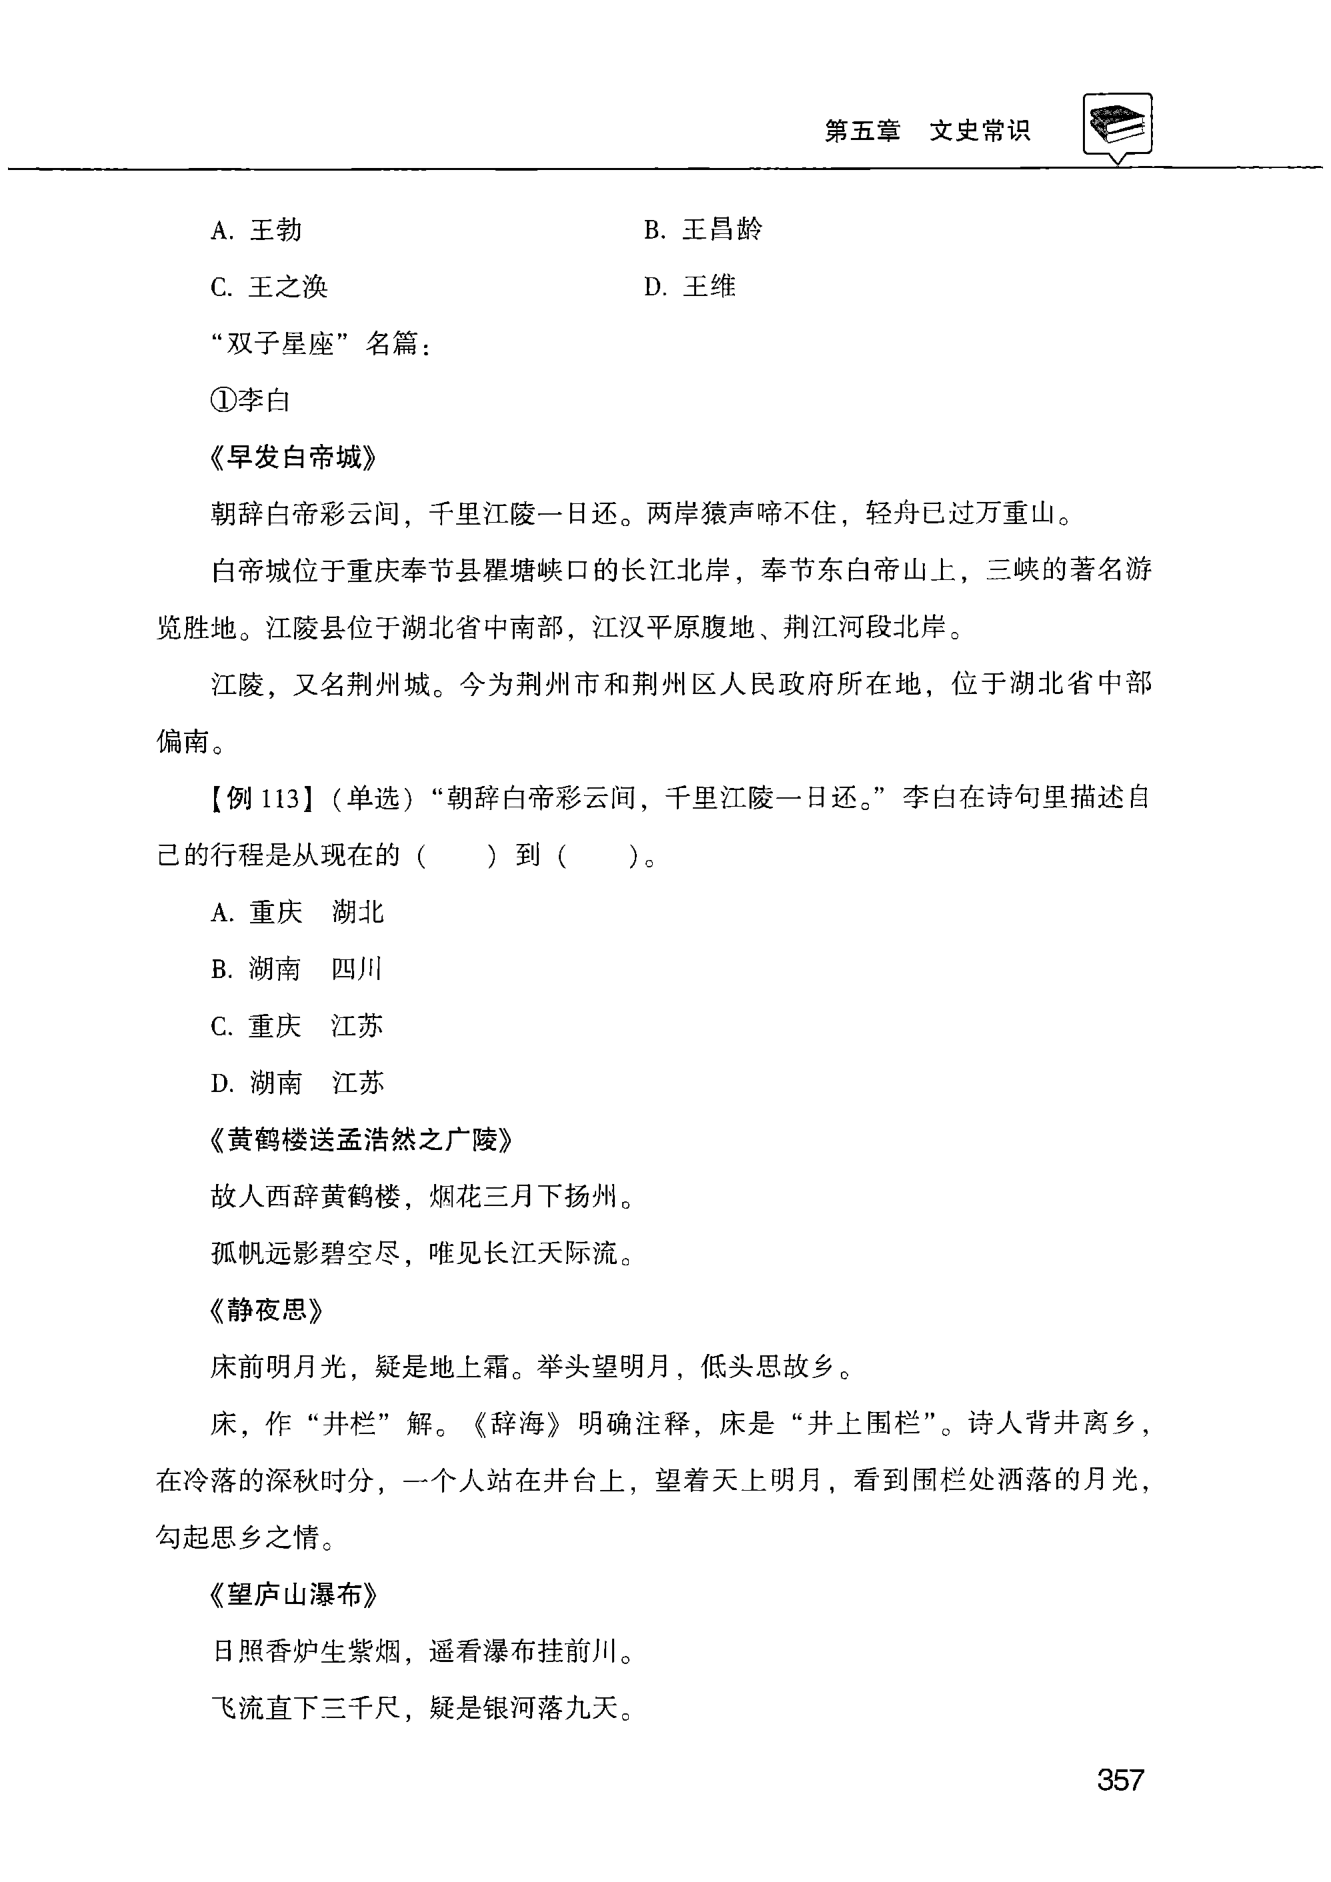 第五章 文史常识
A. 王勃 B. 王昌龄
C. 王之涣 D. 王维
“双子星座”名篇：
①李白
《早发白帝城》
朝辞白帝彩云间，千里江陵一日还。两岸猿声啼不住，轻舟已过万重山。
白帝城位于重庆奉节县瞿塘峡口的长江北岸，奉节东白帝山上，三峡的著名游
览胜地。江陵县位于湖北省中南部，江汉平原腹地、荆江河段北岸。
江陵，又名荆州城。今为荆州市和荆州区人民政府所在地，位于湖北省中部
偏南。
【例 113】（单选）“朝辞白帝彩云间，千里江陵一日还。”李白在诗句里描述自
己的行程是从现在的（ ）到（ ）。
A. 重庆 湖北
B. 湖南 四川
C. 重庆 江苏
D. 湖南 江苏
《黄鹤楼送孟浩然之广陵》
故人西辞黄鹤楼，烟花三月下扬州。
孤帆远影碧空尽，唯见长江天际流。
《静夜思》
床前明月光，疑是地上霜。举头望明月，低头思故乡。
床，作“井栏”解。《辞海》明确注释，床是“井上围栏”。诗人背井离乡，
在冷落的深秋时分，一个人站在井台上，望着天上明月，看到围栏处洒落的月光，
勾起思乡之情。
《望庐山瀑布》
日照香炉生紫烟，遥看瀑布挂前川。
飞流直下三千尺，疑是银河落九天。
357